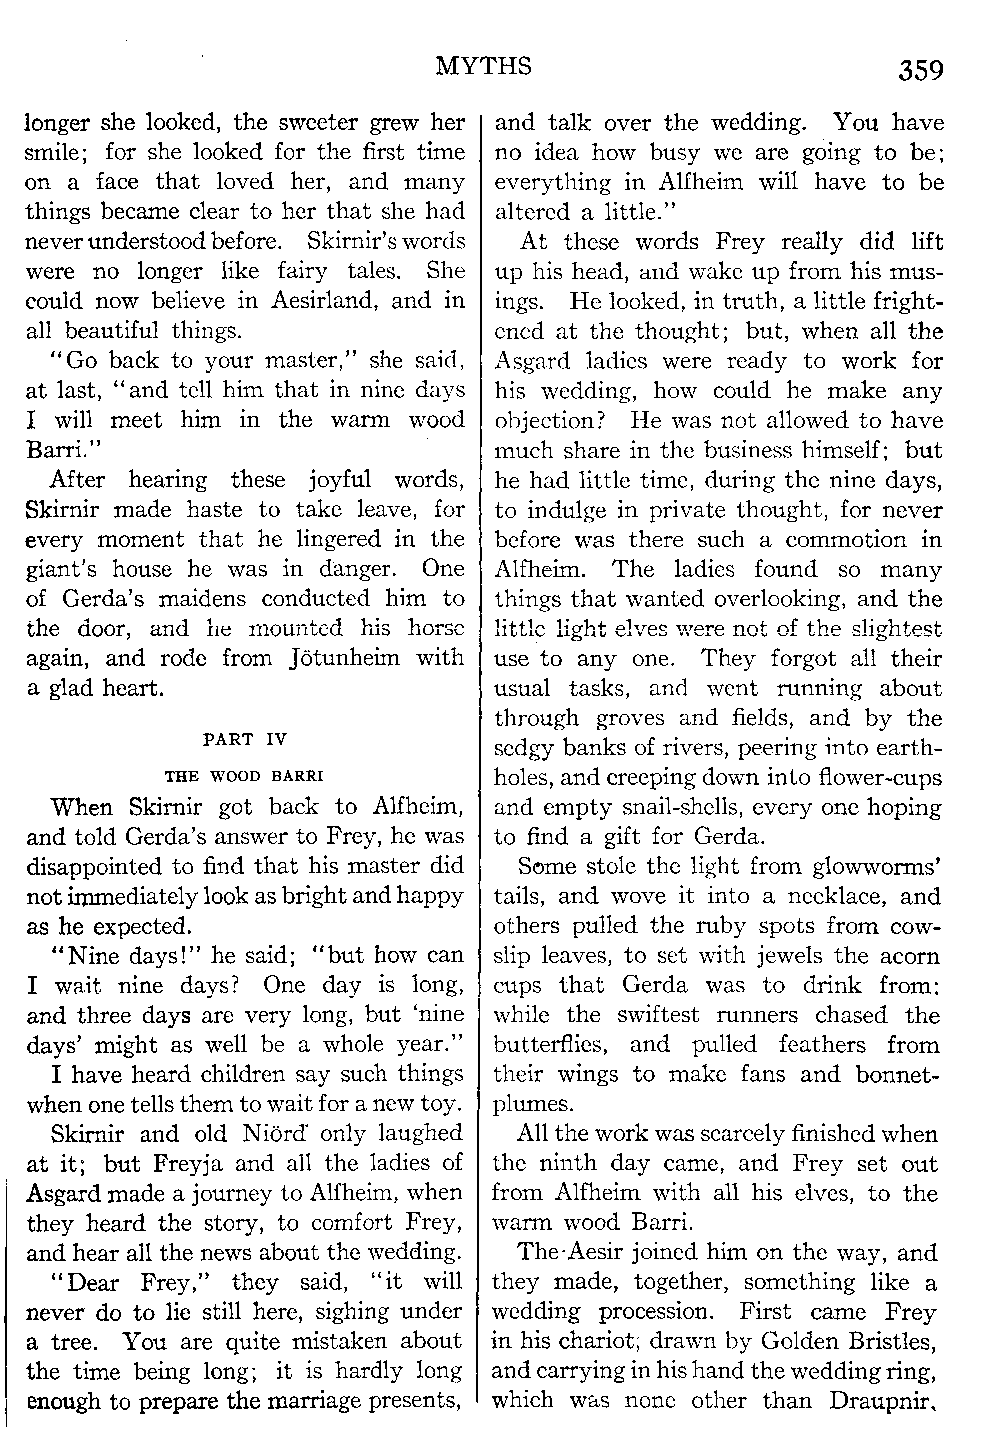 MYTHS
359
longer she looked, the sweeter grew her
smile; for she looked for the first time
on a face that loved her, and many
things became clear to her that she had
never understood before. Skirnir's words
were no longer like fairy tales. She
could now believe in Aesirland, and in
all beautiful things.
"Go back to your master," she said,
at last, "and tell him that in nine days
I will meet him in the warm wood
Barri."
After hearing these joyful words,
Skirnir made haste to take leave, for
every moment that he lingered in the
giant's house he was in danger. One
of Gerda's maidens conducted him to
the door, and he mounted his horse
again, and rode from Jötunheim with
a glad heart.
PART IV
THE WOOD BARRI
When Skirnir got back to Alfheim,
and told Gerda's answer to Frey, he was
disappointed to find that his master did
not immediately look as bright and happy
as he expected.
"Nine days!" he said; "but how can
I wait nine days? One day is long,
and three days are very long, but 'nine
days' might as well be a whole year."
I have heard children say such things
when one tells them to wait for a new toy.
Skirnir and old Niörd only laughed
at it; but Freyja and all the ladies of
Asgard made a journey to Alfheim, when
they heard the story, to comfort Frey,
and hear all the news about the wedding.
"Dear Frey," they said, "it will
never do to lie still here, sighing under
a tree. You are quite mistaken about
the time being long; it is hardly long
enough to prepare the marriage presents,
and talk over the wedding. You have
no idea how busy we are going to be;
everything in Alfheim will have to be
altered a little."
At these words Frey really did lift
up his head, and wake up from his mus-
ings. He looked, in truth, a little fright-
ened at the thought; but, when all the
Asgard ladies were ready to work for
his wedding, how could he make any
objection? He was not allowed to have
much share in the business himself; but
he had little time, during the nine days,
to indulge in private thought, for never
before was there such a commotion in
Alfheim. The ladies found so many
things that wanted overlooking, and the
little light elves were not of the slightest
use to any one. They forgot all their
usual tasks, and went running about
through groves and fields, and by the
sedgy banks of rivers, peering into earth-
holes, and creeping down into flower-cups
and empty snail-shells, every one hoping
to find a gift for Gerda.
Some stole the light from glowworms'
tails, and wove it into a necklace, and
others pulled the ruby spots from cow-
slip leaves, to set with jewels the acorn
cups that Gerda was to drink from;
while the swiftest runners chased the
butterflies, and pulled feathers from
their wings to make fans and bonnet-
plumes.
All the work was scarcely finished when
the ninth day came, and Frey set out
from Alfheim with all his elves, to the
warm wood Barri.
The Aesir joined him on the way, and
they made, together, something like a
wedding procession. First came Frey
in his chariot, drawn by Golden Bristles,
and carrying in his hand the wedding ring,
which was none other than Draupnir,